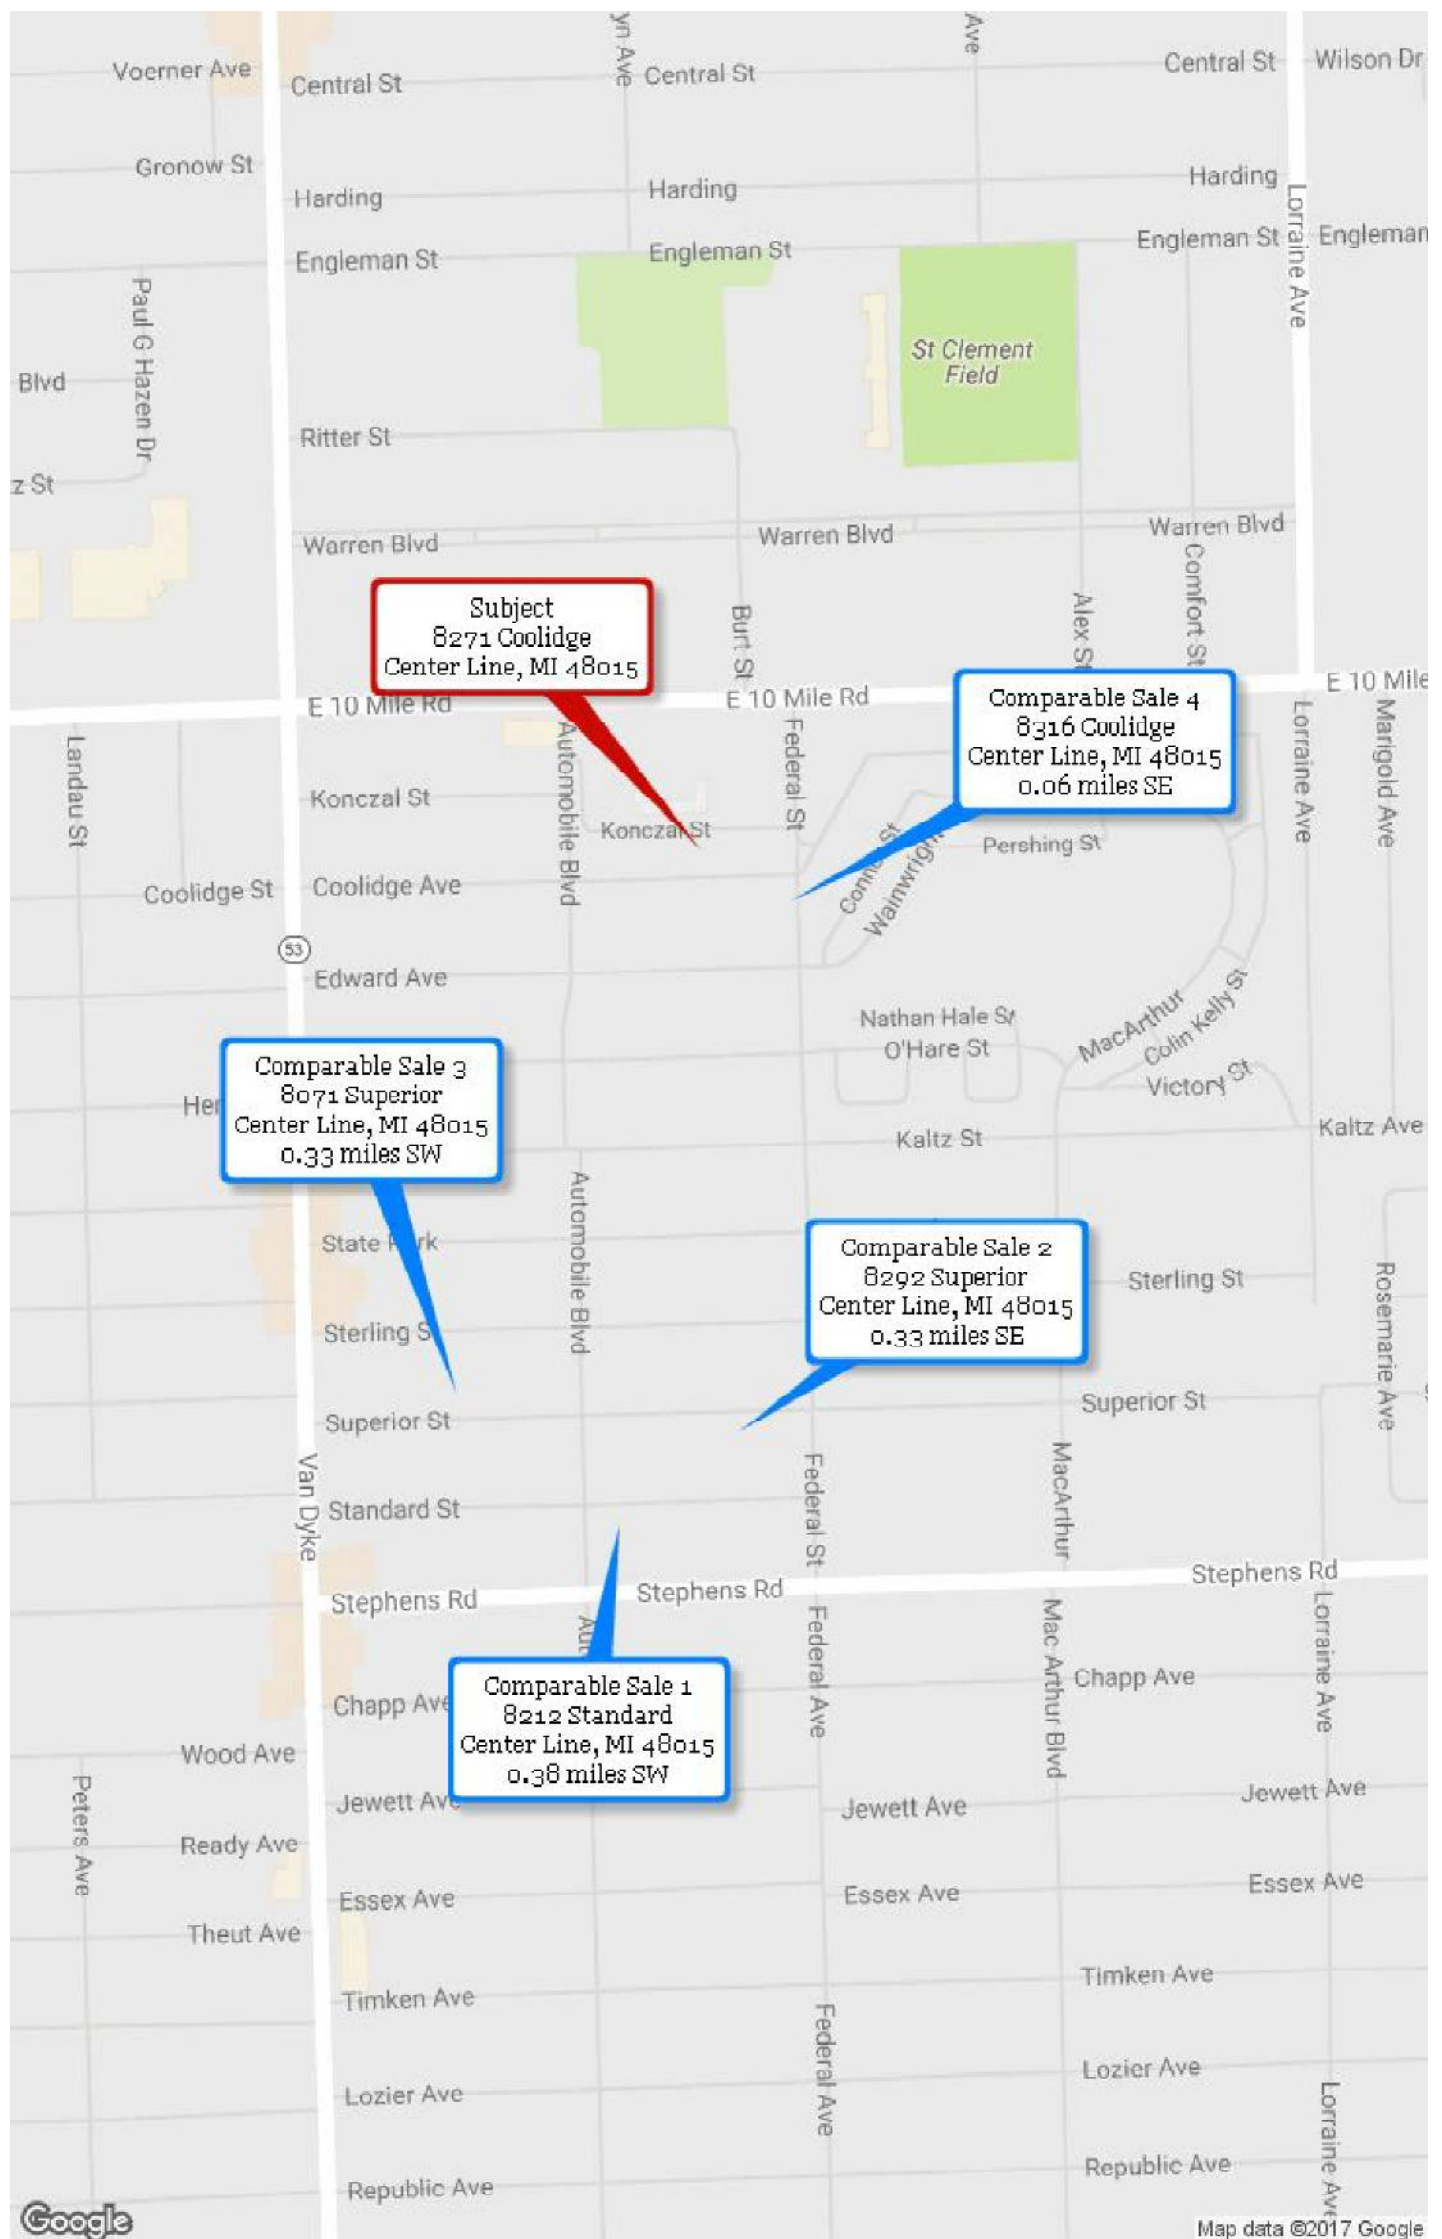 yn Ave
Ave
Voerner Ave
Central St
Central St
Central St
Wilson Dr
Gronow St
Harding
Harding
Harding
Lorraine Ave
Engleman St
Engleman St
Engleman St
Engleman
Paul G Hazen Dr
Blvd
St Clement
Field
Ritter St
z St
Warren Blvd
Warren Blvd
Warren Blvd
Comfort St
Burt St
Alex St
Subject
8271 Coolidge
Center Line, MI 48015
E 10 Mile Rd
E 10 Mile Rd
E 10 Mile
Comparable Sale 4
8316 Coolidge
Center Line, MI 48015
0.06 miles SE
Landau St
Automobile Blvd
Federal St
Lorraine Ave
Marigold Ave
Konczal St
Konczal St
Pershing St
Wainwright
Coolidge St
Coolidge Ave
53
Edward Ave
Nathan Hale St
O'Hare St
MacArthur
Colin Kelly St
Victory St
Comparable Sale 3
8071 Superior
Center Line, MI 48015
0.33 miles SW
Kaltz St
Kaltz Ave
Automobile Blvd
State Park
Comparable Sale 2
8292 Superior
Center Line, MI 48015
0.33 miles SE
Sterling St
Sterling S
Rosemarie Ave
Superior St
Superior St
Van Dyke
Federal St
MacArthur
Standard St
Stephens Rd
Stephens Rd
Stephens Rd
Federal Ave
Mac Arthur Blvd
Lorraine Ave
Comparable Sale 1
8212 Standard
Center Line, MI 48015
0.38 miles SW
Chapp Ave
Chapp Ave
Wood Ave
Peters Ave
Jewett Ave
Jewett Ave
Jewett Ave
Ready Ave
Essex Ave
Essex Ave
Essex Ave
Theut Ave
Timken Ave
Timken Ave
Federal Ave
Lozier Ave
Lozier Ave
Lorraine Ave
Republic Ave
Republic Ave
Google
Map data ©2017 Google